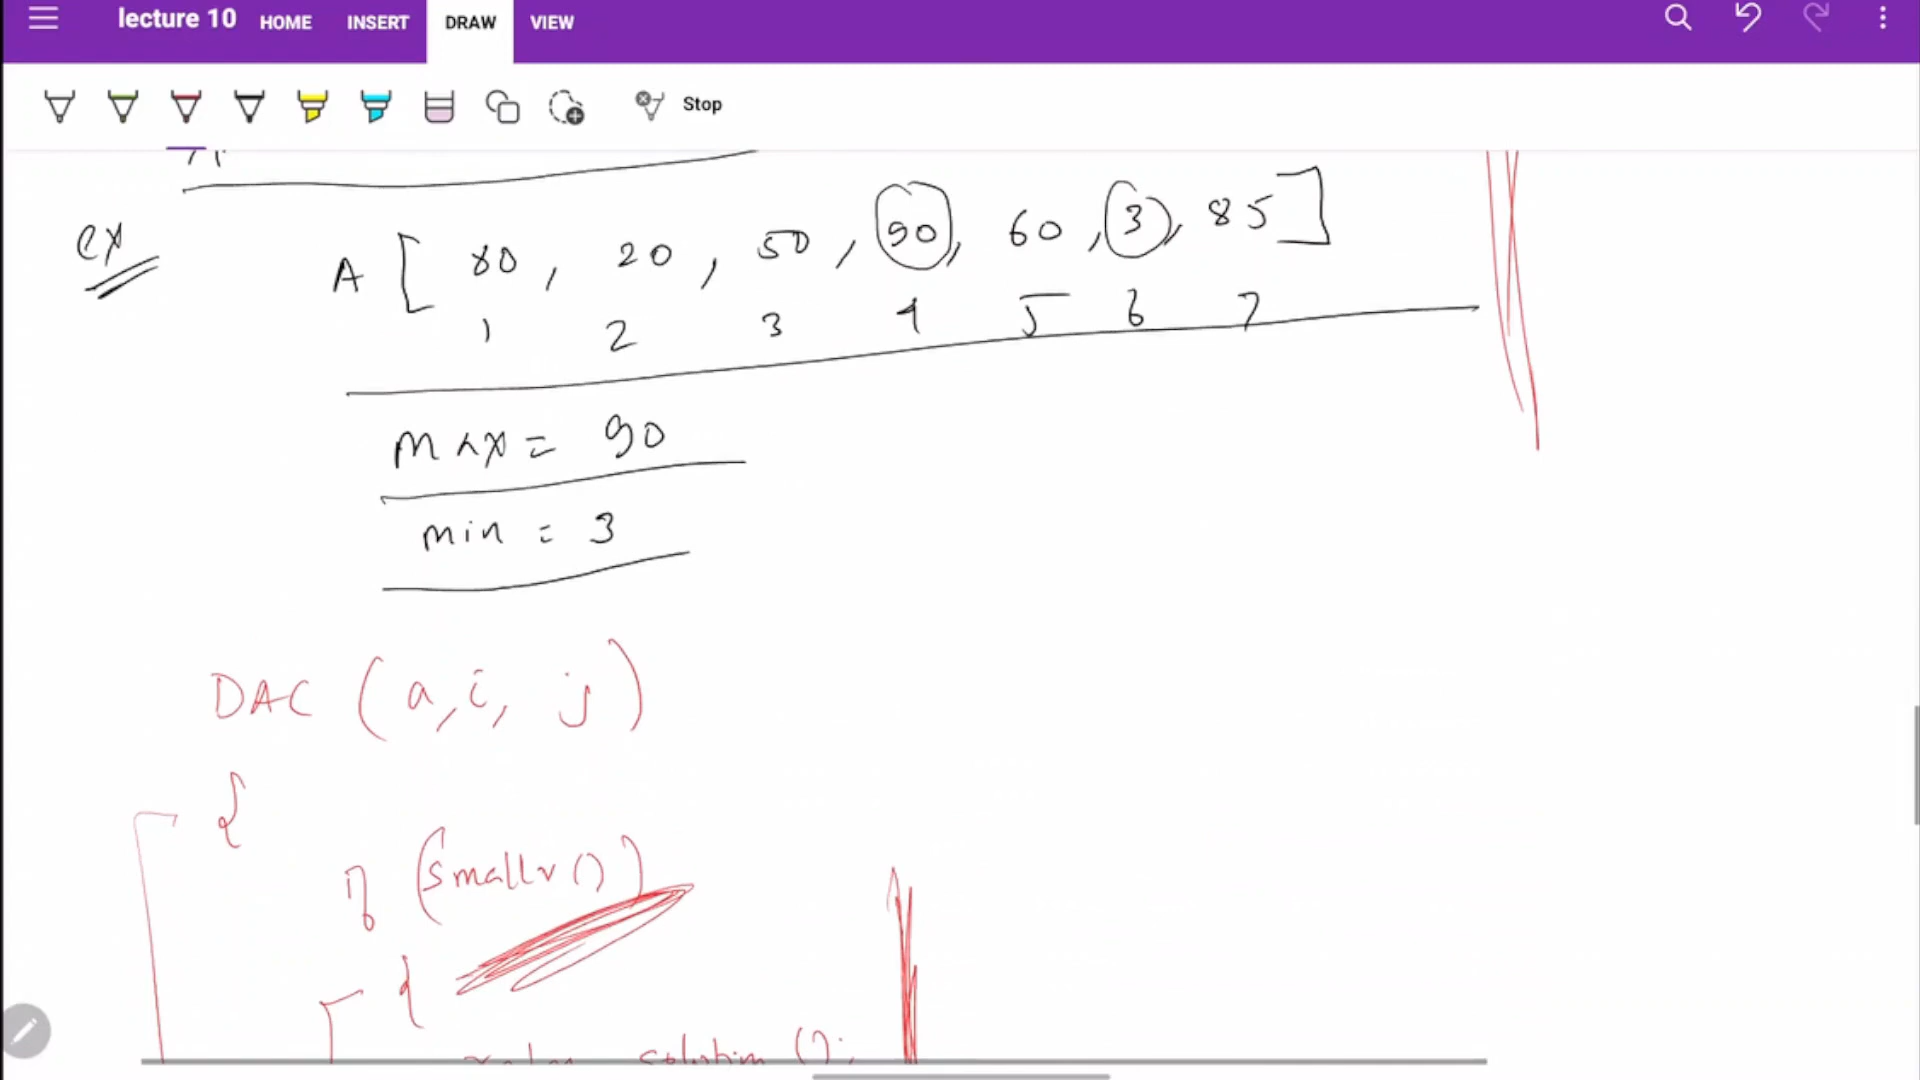 lecture 10 HOME INSERT DRAW VIEW
Stop
ex
A [ 80, 20, 50, 90, 60, 3, 85 ]
1 2 3 4 5 6 7
max = 90
min = 3
DAC (a, i, j)
{
if (small ())
{
solution ();